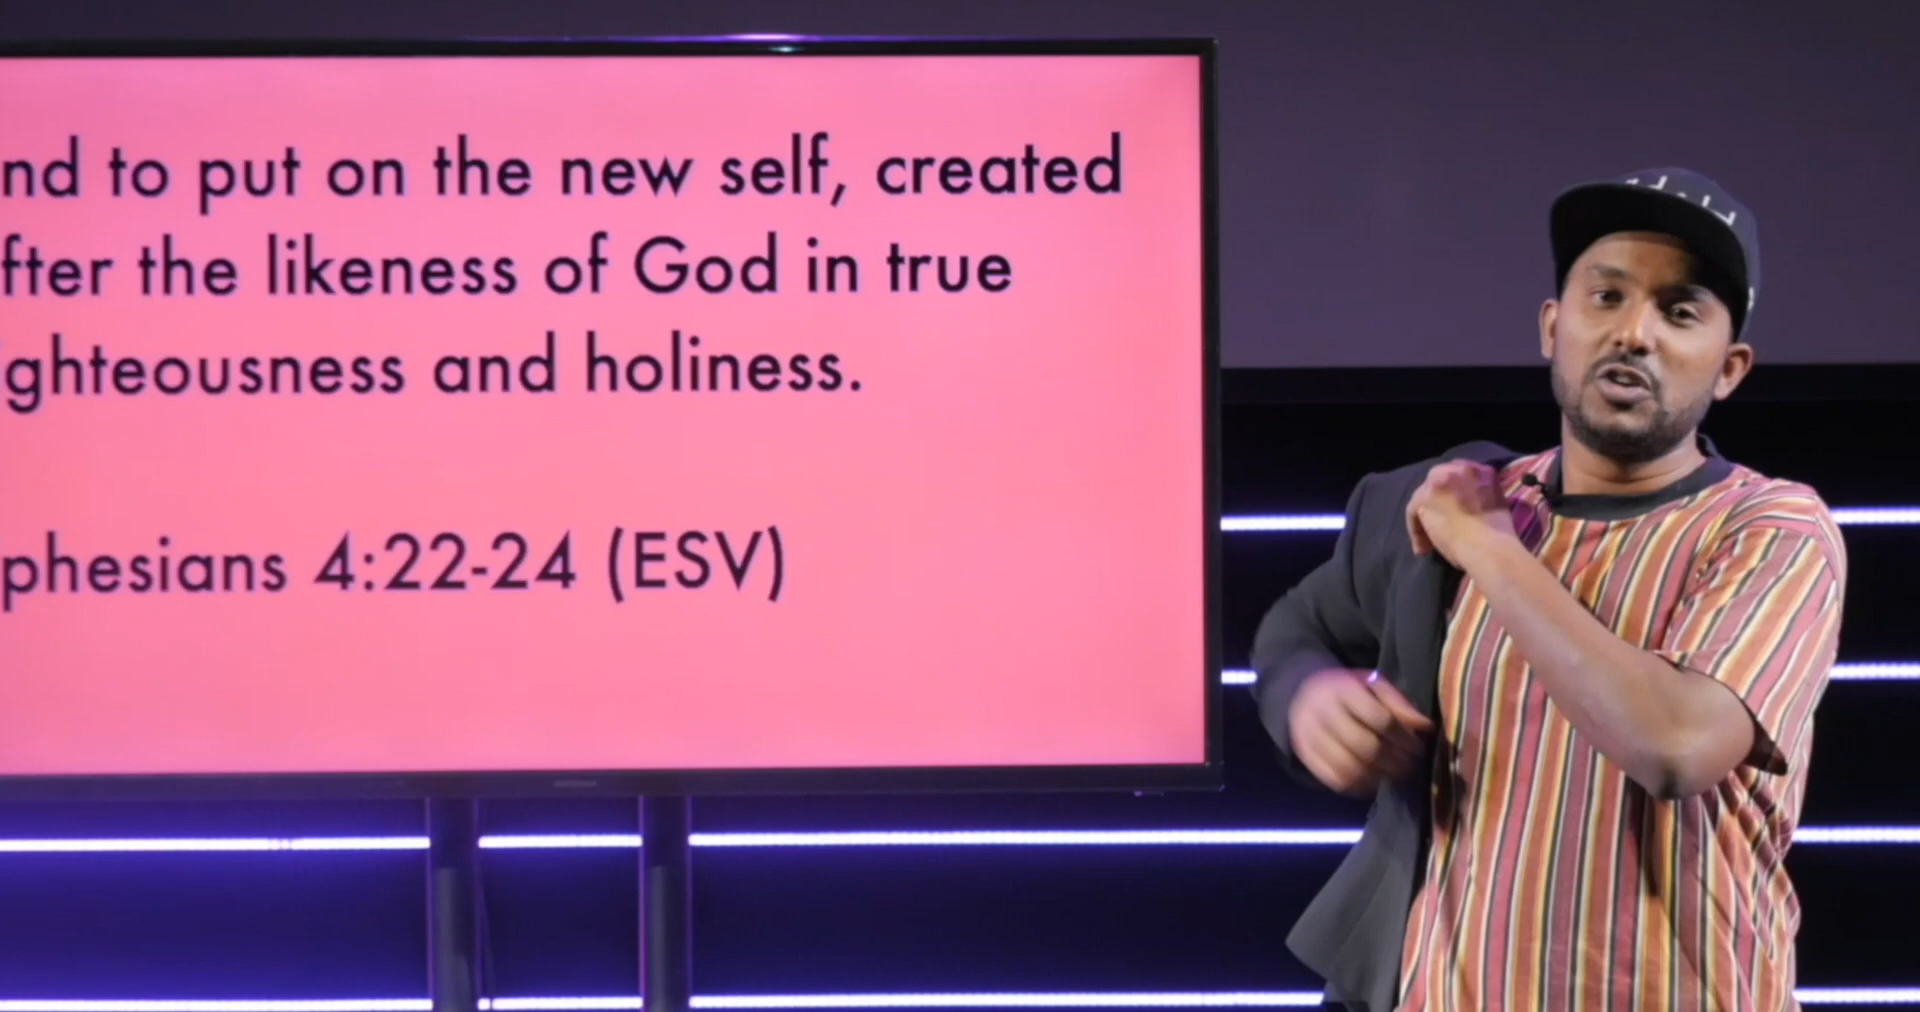 nd to put on the new self, created
fter the likeness of God in true
ghteousness and holiness.
phesians 4:22-24 (ESV)